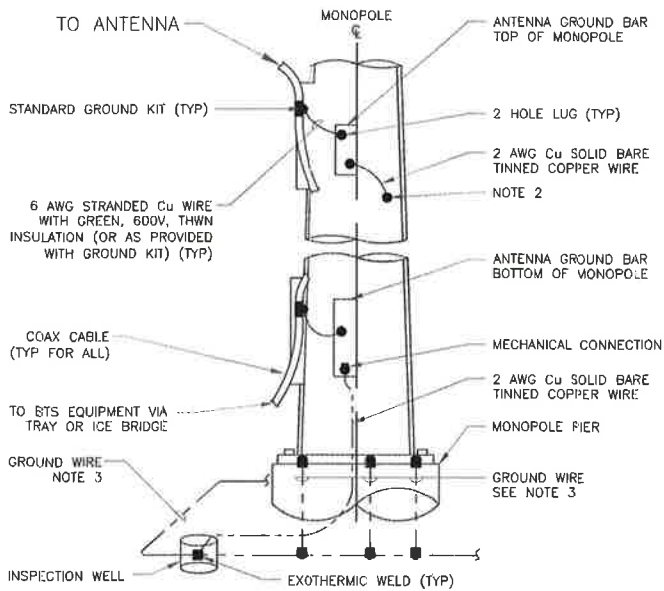 MONOPOLE
℄
TO ANTENNA
ANTENNA GROUND BAR
TOP OF MONOPOLE
STANDARD GROUND KIT (TYP)
2 HOLE LUG (TYP)
2 AWG Cu SOLID BARE
TINNED COPPER WIRE
NOTE 2
6 AWG STRANDED Cu WIRE
WITH GREEN, 600V, THWN
INSULATION (OR AS PROVIDED
WITH GROUND KIT) (TYP)
ANTENNA GROUND BAR
BOTTOM OF MONOPOLE
COAX CABLE
(TYP FOR ALL)
MECHANICAL CONNECTION
2 AWG Cu SOLID BARE
TINNED COPPER WIRE
TO BTS EQUIPMENT VIA
TRAY OR ICE BRIDGE
MONOPOLE PIER
GROUND WIRE
NOTE 3
GROUND WIRE
SEE NOTE 3
INSPECTION WELL
EXOTHERMIC WELD (TYP)